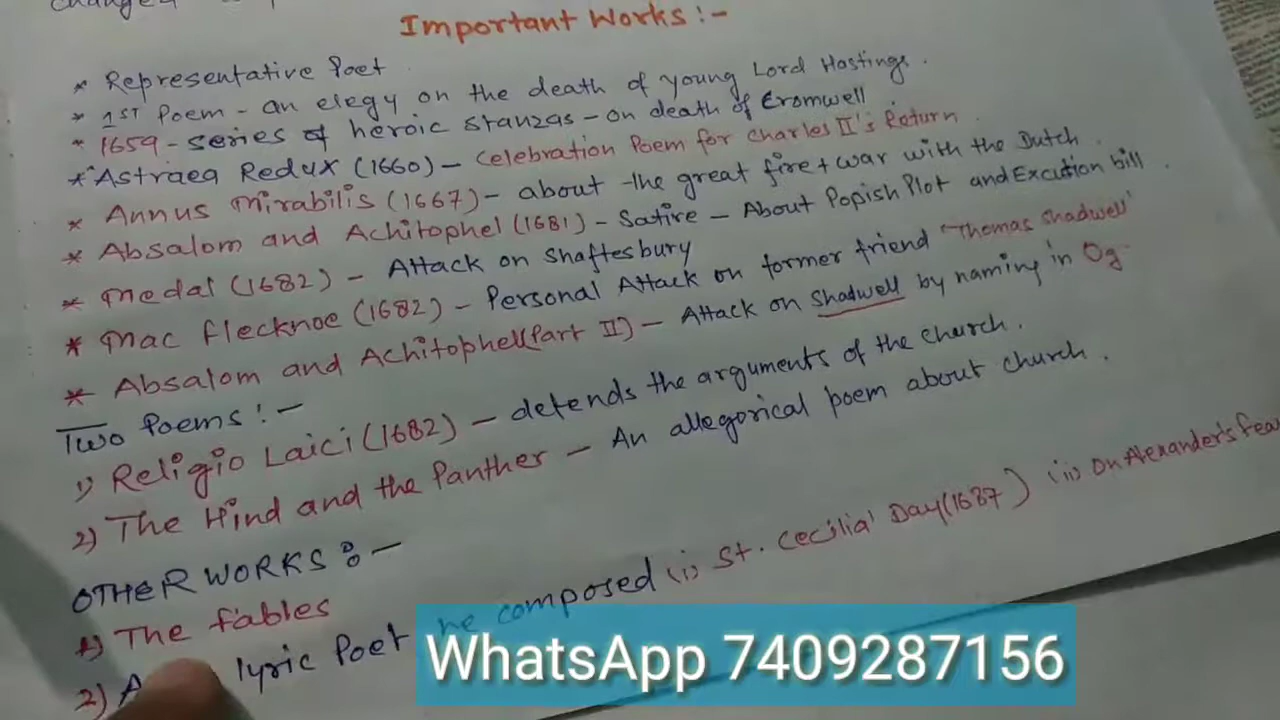 changed
Important Works :-
* Representative Poet
* 1ST Poem - an elegy on the death of young Lord Hastings.
* 1659 - series of heroic stanzas - on death of Cromwell
* Astraea Redux (1660) - Celebration Poem for Charles II's Return
* Annus Mirabilis (1667) - about the great fire + war with the Dutch.
* Absalom and Achitophel (1681) - Satire - About Popish Plot and Excution bill.
* Medal (1682) - Attack on Shaftesbury
* Mac Flecknoe (1682) - Personal Attack on former friend "Thomas Shadwell"
* Absalom and Achitophel (Part II) - Attack on Shadwell by naming in Og
Two Poems :-
1) Religio Laici (1682) - defends the arguments of the church.
2) The Hind and the Panther - An allegorical poem about church.
OTHER WORKS :-
1) The fables
2) A lyric Poet he composed (i) St. Cecilia' Day (1687) (ii) On Alexander's Fea
WhatsApp 7409287156